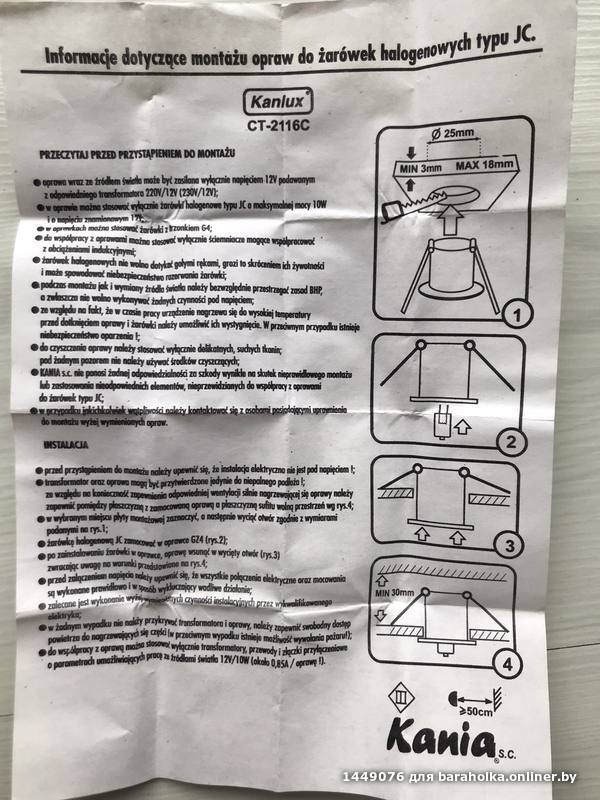 Informacje dotyczące montażu opraw do żarówek halogenowych typu JC.
Kanlux
CT-2116C
PRZECZYTAJ PRZED PRZYSTĄPIENIEM DO MONTAŻU
● oprawa wraz ze źródłem światła może być zasilana wyłącznie napięciem 12V podawanym
z odpowiedniego transformatora 220V/12V (230V/12V);
● w oprawie można stosować wyłącznie żarówki halogenowe typu JC o maksymalnej mocy 10W
i o napięciu znamionowym 12V;
● w oprawkach można stosować żarówki z trzonkiem G4;
● do współpracy z oprawami można stosować wyłącznie ściemniacze mogące współpracować
z obciążeniami indukcyjnymi;
● żarówek halogenowych nie wolno dotykać gołymi rękami, grozi to skróceniem ich żywotności
i może spowodować niebezpieczeństwo rozerwania żarówki;
● podczas montażu jak i wymiany źródła światła należy bezwzględnie przestrzegać zasad BHP,
a zwłaszcza nie wolno wykonywać żadnych czynności pod napięciem;
● ze względu na fakt, że w czasie pracy urządzenie nagrzewa się do wysokiej temperatury
przed dotknięciem oprawy i żarówki należy umożliwić ich wystygnięcie. W przeciwnym przypadku istnieje
niebezpieczeństwo oparzenia !;
● do czyszczenia oprawy należy stosować wyłącznie delikatnych, suchych tkanin;
pod żadnym pozorem nie należy używać środków czyszczących;
● KANIA s.c. nie ponosi żadnej odpowiedzialności za szkody wynikłe na skutek nieprawidłowego montażu
lub zastosowania nieodpowiednich elementów, nieprzewidzianych do współpracy z oprawami
do żarówek typu JC;
● w przypadku jakichkolwiek wątpliwości należy kontaktować się z osobami posiadającymi uprawnienia
do montażu wyżej wymienionych opraw.
INSTALACJA
● przed przystąpieniem do montażu należy upewnić się, że instalacja elektryczna nie jest pod napięciem !;
● transformator oraz oprawa mogą być przytwierdzone jedynie do niepalnego podłoża !;
ze względu na konieczność zapewnienia odpowiedniej wentylacji silnie nagrzewającej się oprawy należy
zapewnić pomiędzy płaszczyzną z zamocowaną oprawą a płaszczyzną sufitu wolną przestrzeń wg rys.4;
● w wybranym miejscu płyty montażowej zaznaczyć, a następnie wyciąć otwór zgodnie z wymiarami
podanymi na rys.1;
● żarówkę halogenową JC zamocować w oprawce GZ4 (rys.2);
● po zainstalowaniu żarówki w oprawce, oprawę wsunąć w wycięty otwór (rys.3)
zwracając uwagę na warunki przedstawione na rys.4;
● przed załączeniem napięcia należy upewnić się, że wszystkie połączenia elektryczne oraz mocowania
są wykonane prawidłowo i w sposób wykluczający wadliwe działanie;
● zalecane jest wykonanie wyżej wymienionych czynności instalacyjnych przez wykwalifikowanego
elektryka;
● w żadnym wypadku nie należy przykrywać transformatora i oprawy, należy zapewnić swobodny dostęp
powietrza do nagrzewających się części (w przeciwnym wypadku istnieje możliwość wywołania pożaru!);
● do współpracy z oprawą można stosować wyłącznie transformatory, przewody i złączki przyłączeniowe
o parametrach umożliwiających pracę ze źródłami światła 12V/10W (około 0,85A / oprawę !).
Ø 25mm
MIN 3mm MAX 18mm
1
2
3
MIN 30mm
4
III
≥50cm
Kania® S.C.
1449076 для baraholka.onliner.by